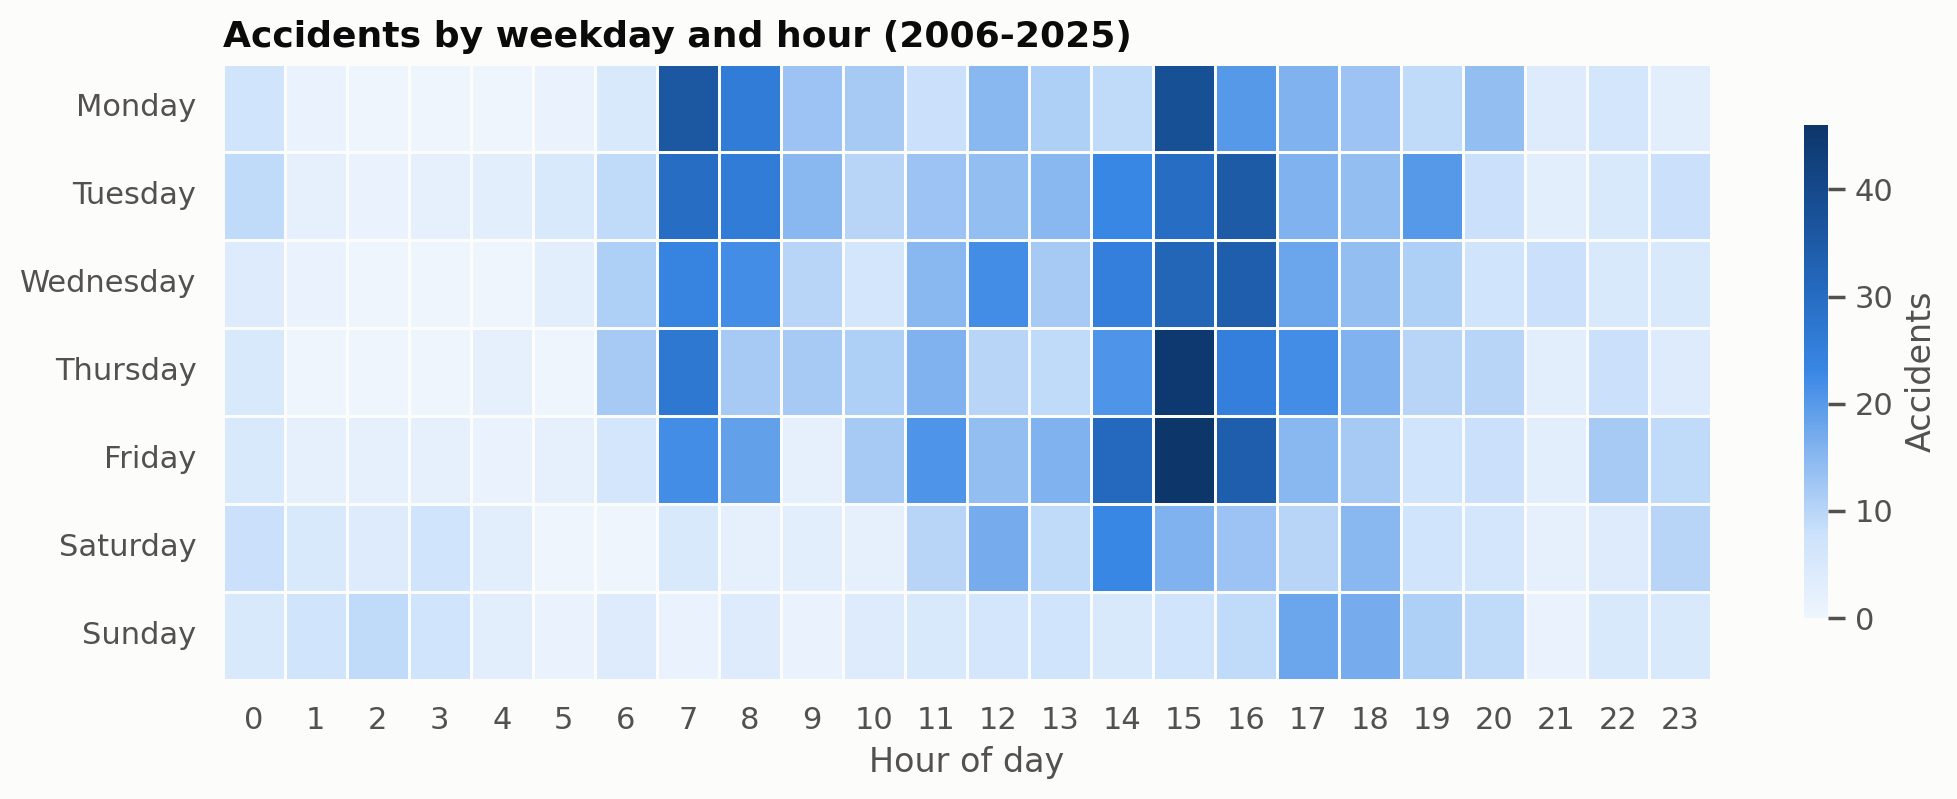 Accidents by weekday and hour (2006-2025)
Monday
Tuesday
Wednesday
Thursday
Friday
Saturday
Sunday
0 1 2 3 4 5 6 7 8 9 10 11 12 13 14 15 16 17 18 19 20 21 22 23
Hour of day
40
30
20
10
0
Accidents